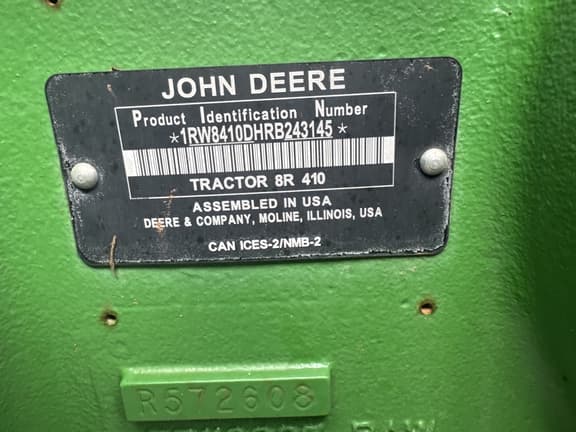 JOHN DEERE
Product Identification Number
*1RW8410DHRB243145*
TRACTOR 8R 410
ASSEMBLED IN USA
DEERE & COMPANY, MOLINE, ILLINOIS, USA
CAN ICES-2/NMB-2
R572608